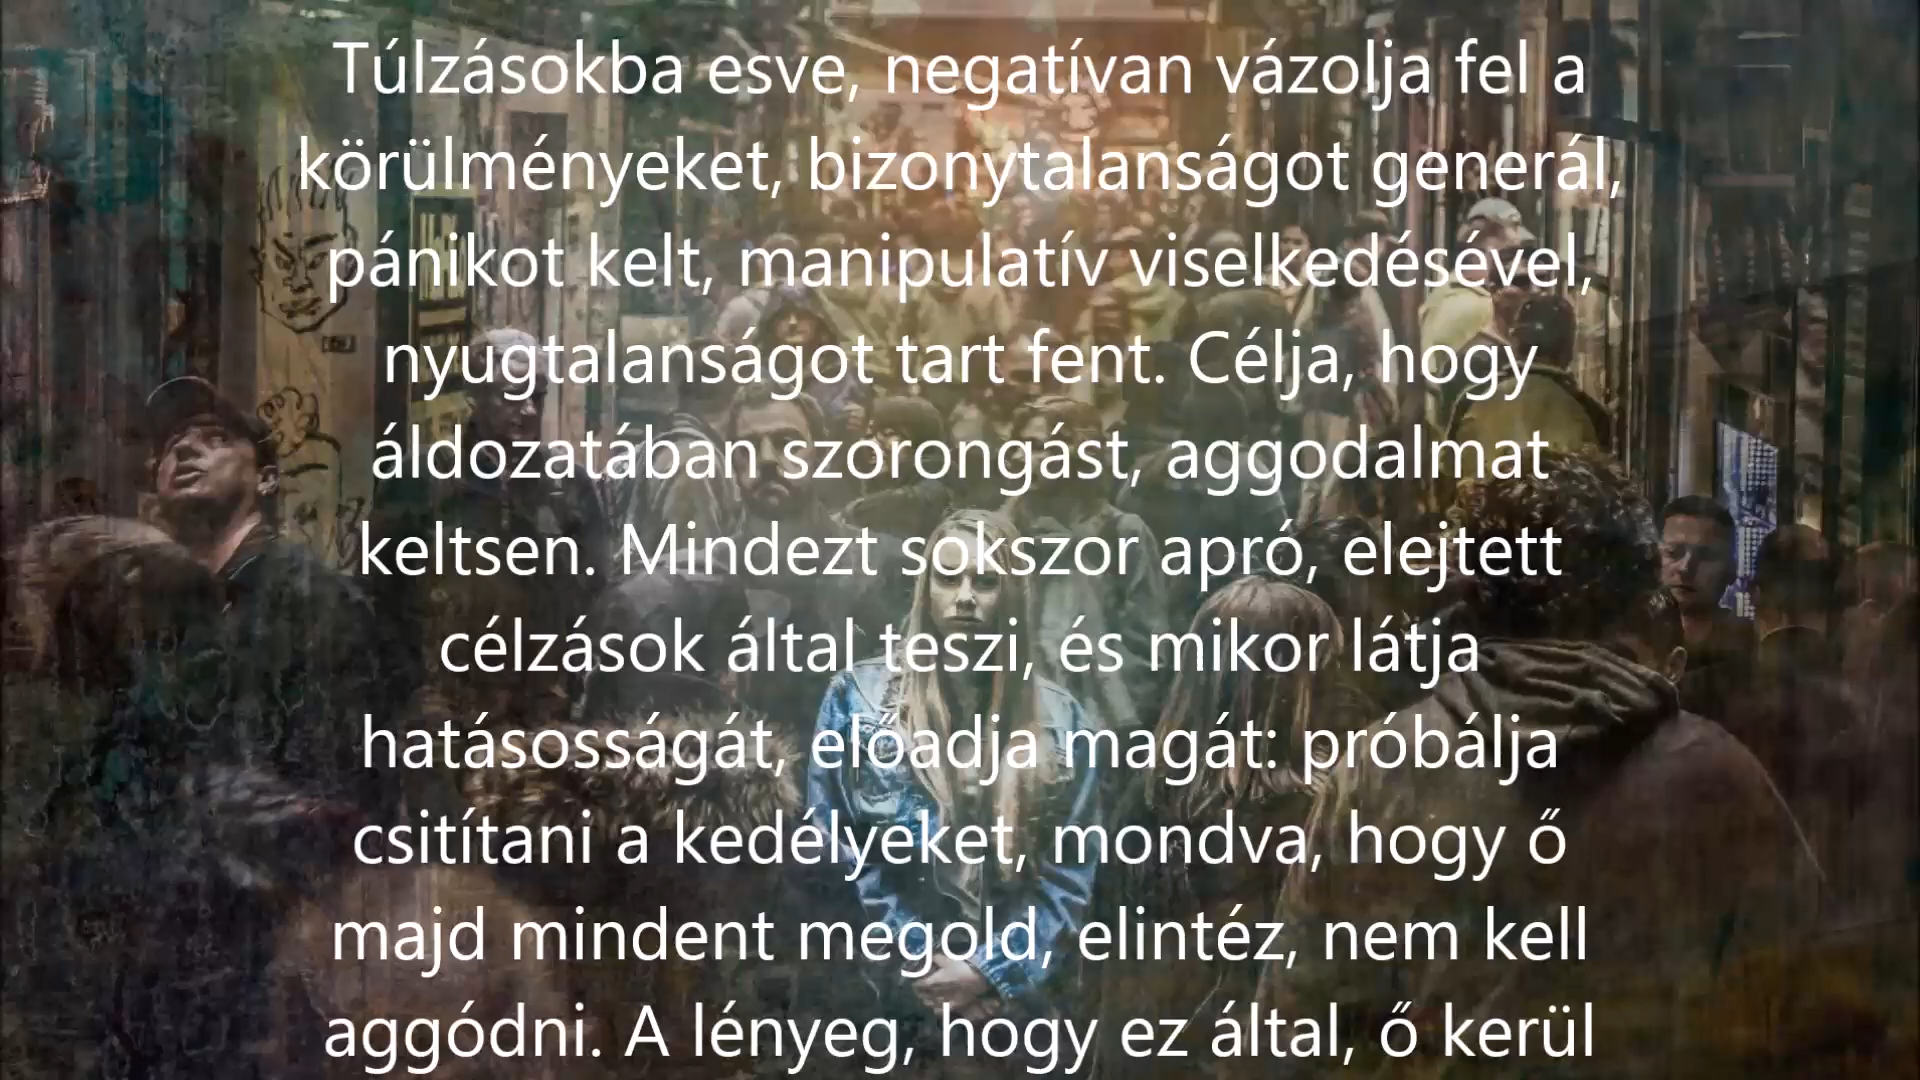 Túlzásokba esve, negatívan vázolja fel a
körülményeket, bizonytalanságot generál,
pánikot kelt, manipulatív viselkedésével,
nyugtalanságot tart fent. Célja, hogy
áldozatában szorongást, aggodalmat
keltsen. Mindezt sokszor apró, elejtett
célzások által teszi, és mikor látja
hatásosságát, előadja magát: próbálja
csitítani a kedélyeket, mondva, hogy ő
majd mindent megold, elintéz, nem kell
aggódni. A lényeg, hogy ez által, ő kerül